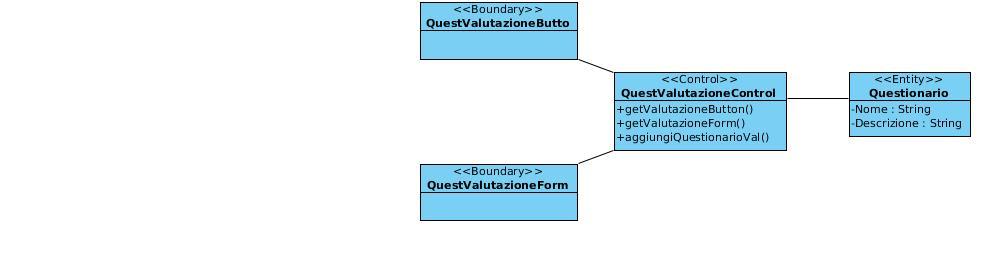 <<Boundary>>
QuestValutazioneButto
<<Control>>
QuestValutazioneControl
+getValutazioneButton()
+getValutazioneForm()
+aggiungiQuestionarioVal()
<<Entity>>
Questionario
-Nome : String
-Descrizione : String
<<Boundary>>
QuestValutazioneForm